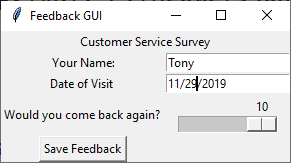 Feedback GUI
Customer Service Survey
Your Name: Tony
Date of Visit 11/29/2019
10
Would you come back again?
Save Feedback